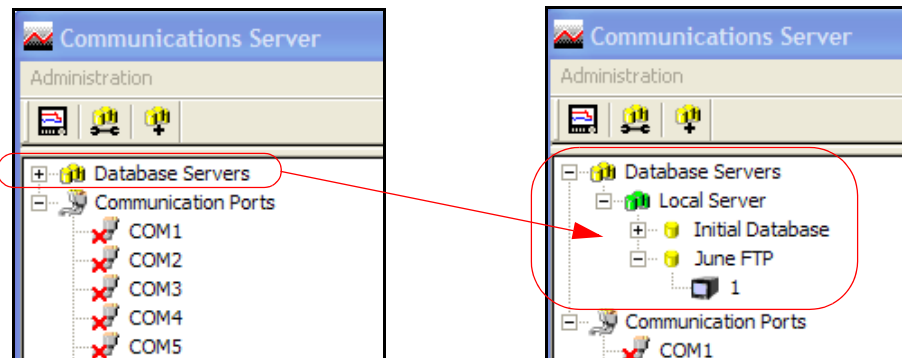 Communications Server
Administration
Database Servers
Communication Ports
COM1
COM2
COM3
COM4
COM5
Communications Server
Administration
Database Servers
Local Server
Initial Database
June FTP
1
Communication Ports
COM1